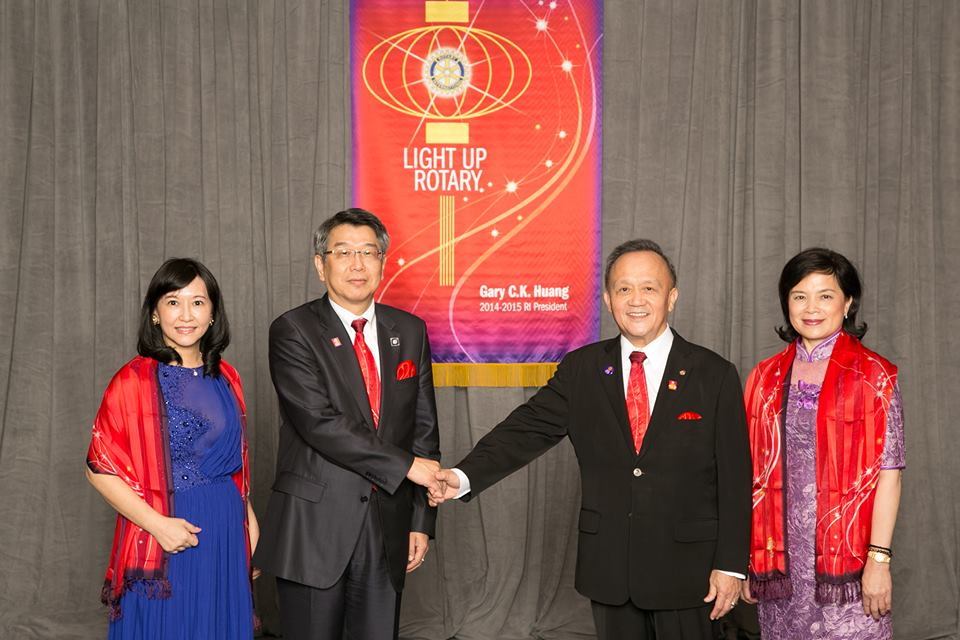 LIGHT UP
ROTARY
Gary C.K. Huang
2014-2015 RI President